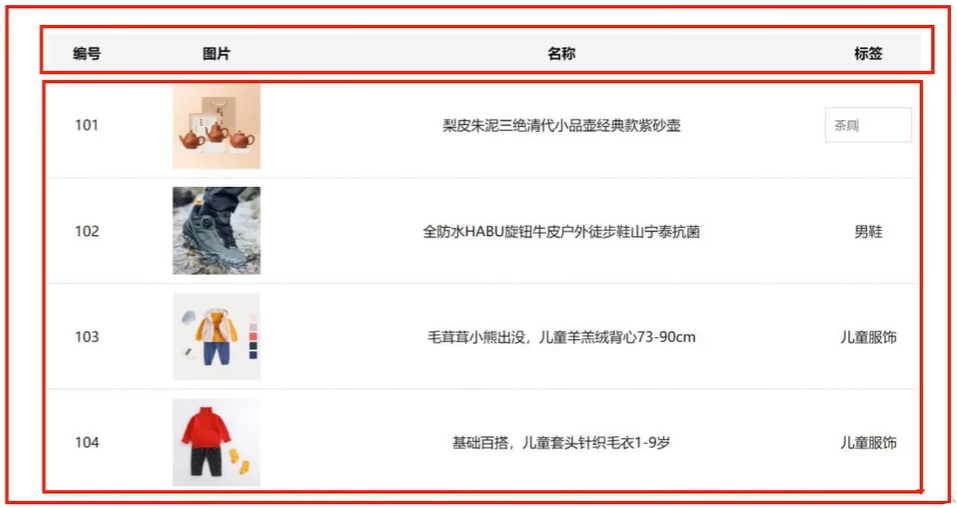 编号 图片 名称 标签
101 梨皮朱泥三绝清代小品壶经典款紫砂壶 茶具
102 全防水HABU旋钮牛皮户外徒步鞋山宁泰抗菌 男鞋
103 毛茸茸小熊出没，儿童羊羔绒背心73-90cm 儿童服饰
104 基础百搭，儿童套头针织毛衣1-9岁 儿童服饰